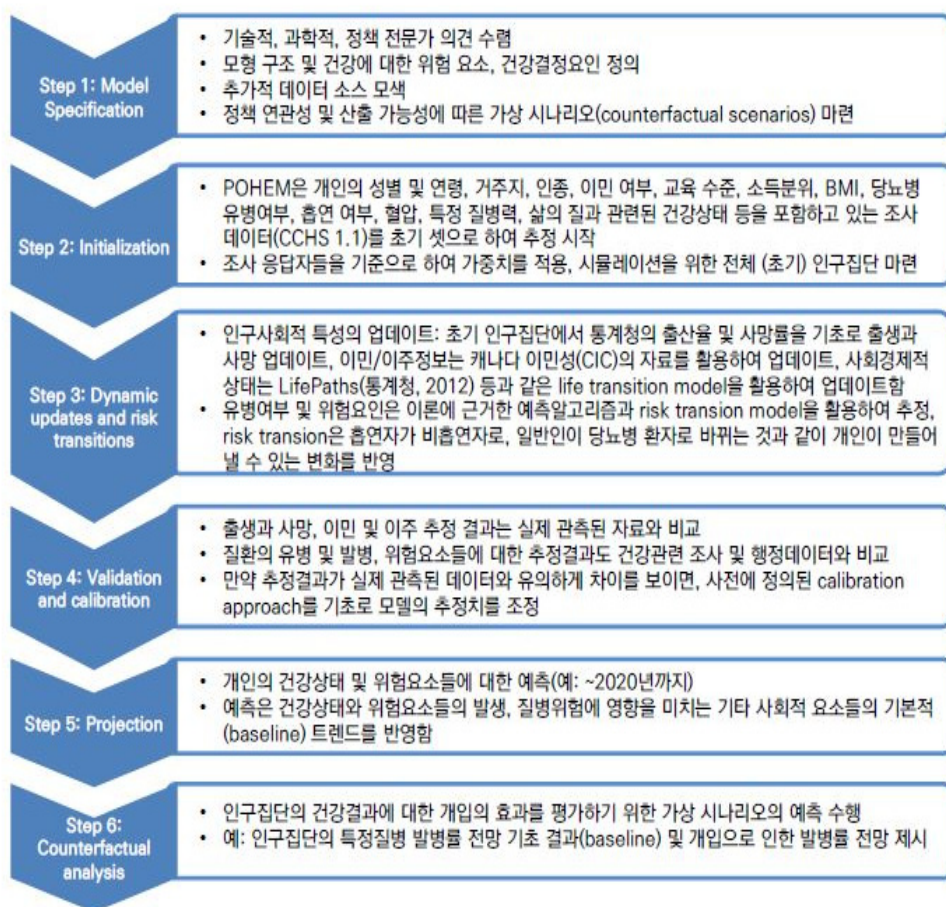 Step 1: Model
Specification
• 기술적, 과학적, 정책 전문가 의견 수렴
• 모형 구조 및 건강에 대한 위험 요소, 건강결정요인 정의
• 추가적 데이터 소스 모색
• 정책 연관성 및 산출 가능성에 따른 가상 시나리오(counterfactual scenarios) 마련
Step 2: Initialization
• POHEM은 개인의 성별 및 연령, 거주지, 인종, 이민 여부, 교육 수준, 소득분위, BMI, 당뇨병
유병여부, 흡연 여부, 혈압, 특정 질병력, 삶의 질과 관련된 건강상태 등을 포함하고 있는 조사
데이터(CCHS 1.1)를 초기 셋으로 하여 추정 시작
• 조사 응답자들을 기준으로 하여 가중치를 적용, 시뮬레이션을 위한 전체 (초기) 인구집단 마련
Step 3: Dynamic
updates and risk
transitions
• 인구사회적 특성의 업데이트: 초기 인구집단에서 통계청의 출산율 및 사망률을 기초로 출생과
사망 업데이트, 이민/이주정보는 캐나다 이민성(CIC)의 자료를 활용하여 업데이트, 사회경제적
상태는 LifePaths(통계청, 2012) 등과 같은 life transition model을 활용하여 업데이트함
• 유병여부 및 위험요인은 이론에 근거한 예측알고리즘과 risk transion model을 활용하여 추정,
risk transion은 흡연자가 비흡연자로, 일반인이 당뇨병 환자로 바뀌는 것과 같이 개인이 만들어
낼 수 있는 변화를 반영
Step 4: Validation
and calibration
• 출생과 사망, 이민 및 이주 추정 결과는 실제 관측된 자료와 비교
• 질환의 유병 및 발병, 위험요소들에 대한 추정결과도 건강관련 조사 및 행정데이터와 비교
• 만약 추정결과가 실제 관측된 데이터와 유의하게 차이를 보이면, 사전에 정의된 calibration
approach를 기초로 모델의 추정치를 조정
Step 5: Projection
• 개인의 건강상태 및 위험요소들에 대한 예측(예: ~2020년까지)
• 예측은 건강상태와 위험요소들의 발생, 질병위험에 영향을 미치는 기타 사회적 요소들의 기본적
(baseline) 트렌드를 반영함
Step 6:
Counterfactual
analysis
• 인구집단의 건강결과에 대한 개입의 효과를 평가하기 위한 가상 시나리오의 예측 수행
• 예: 인구집단의 특정질병 발병률 전망 기초 결과(baseline) 및 개입으로 인한 발병률 전망 제시